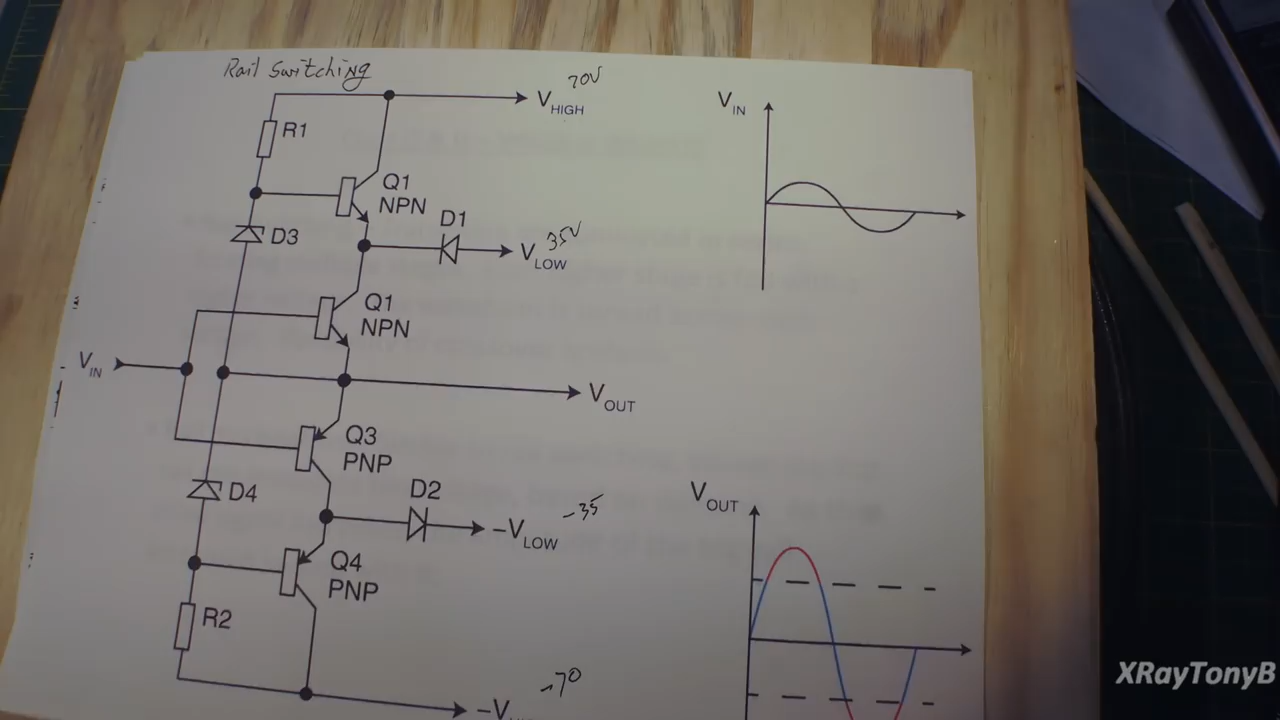 Rail Switching
VHIGH 70V
R1
Q1
NPN
D3
D1
VLOW 35V
Q1
NPN
VIN
VOUT
Q3
PNP
D4
D2
-VLOW -35
Q4
PNP
R2
-70
VIN
VOUT
XRayTonyB